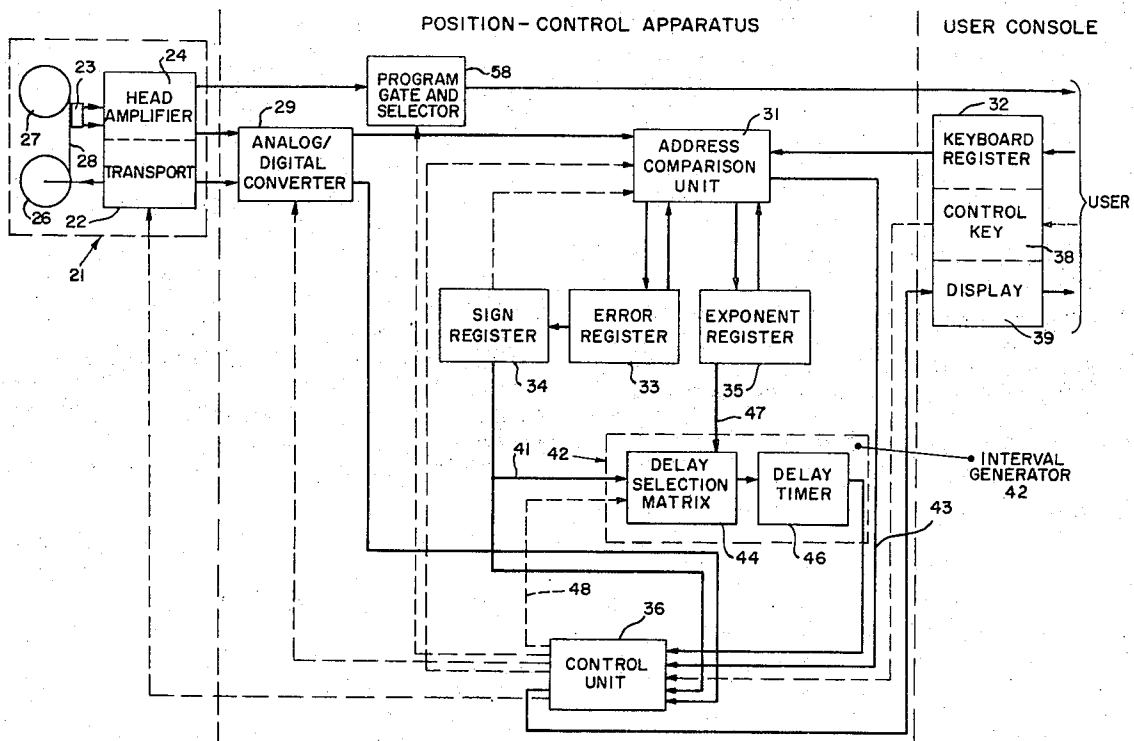 POSITION-CONTROL APPARATUS
USER CONSOLE
24
23
27
28
26
22
21
HEAD
AMPLIFIER
TRANSPORT
29
ANALOG/
DIGITAL
CONVERTER
58
PROGRAM
GATE AND
SELECTOR
31
ADDRESS
COMPARISON
UNIT
32
KEYBOARD
REGISTER
CONTROL
KEY
38
DISPLAY
39
USER
SIGN
REGISTER
34
ERROR
REGISTER
33
EXPONENT
REGISTER
35
47
41
42
DELAY
SELECTION
MATRIX
44
DELAY
TIMER
46
INTERVAL
GENERATOR
42
43
48
36
CONTROL
UNIT